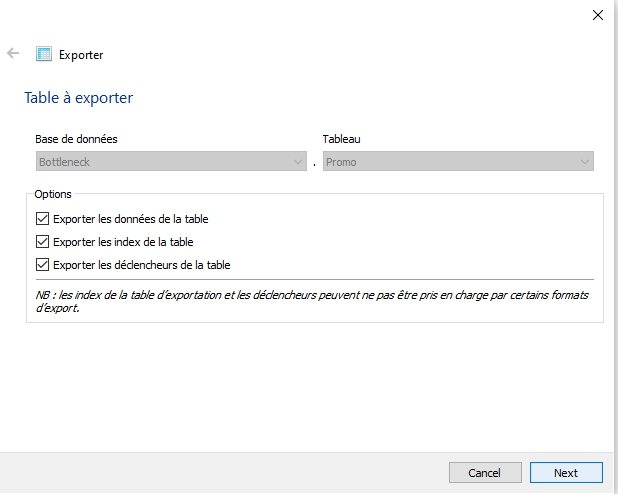 Exporter
Table à exporter
Base de données
Tableau
Bottleneck
.
Promo
Options
Exporter les données de la table
Exporter les index de la table
Exporter les déclencheurs de la table
NB : les index de la table d'exportation et les déclencheurs peuvent ne pas être pris en charge par certains formats
d'export.
Cancel
Next